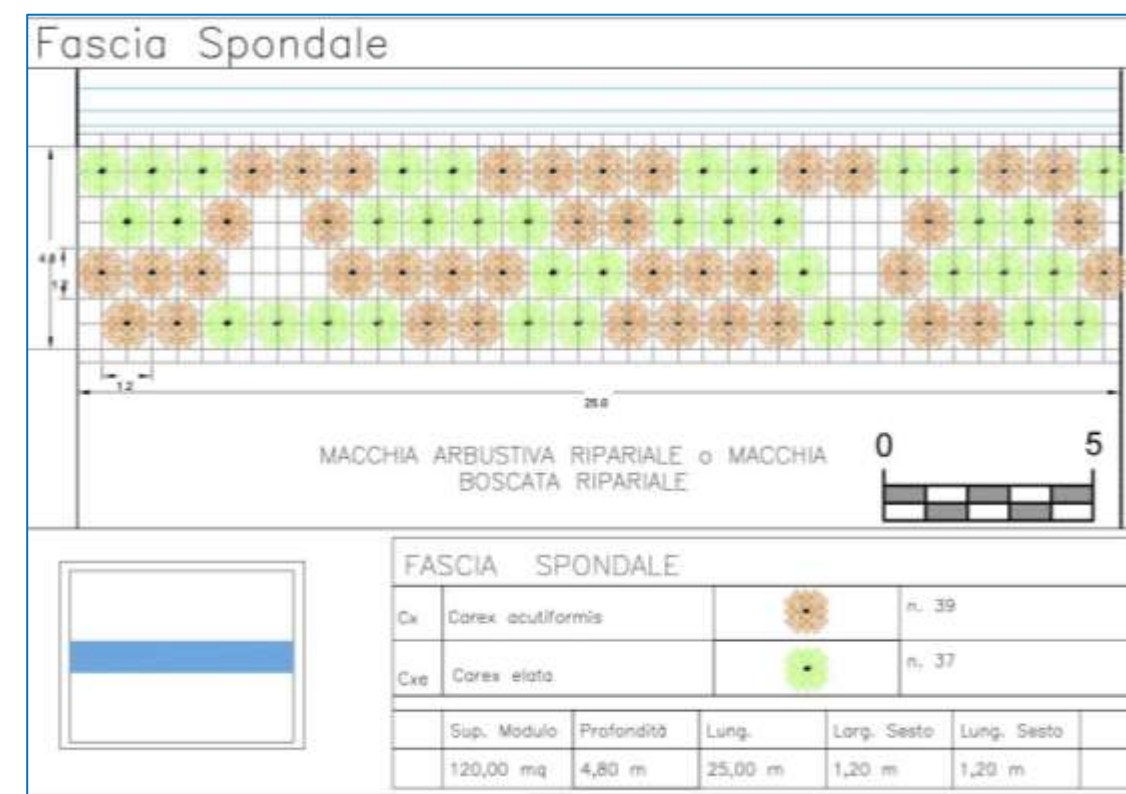 Fascia Spondale
4.8
1.2
1.2
25.0
MACCHIA ARBUSTIVA RIPARIALE o MACCHIA
BOSCATA RIPARIALE
0 5
FASCIA SPONDALE
Cx Carex acutiformis n. 39
Cxe Carex elata n. 37
Sup. Modulo Profondità Lung. Larg. Sesto Lung. Sesto
120,00 mq 4,80 m 25,00 m 1,20 m 1,20 m